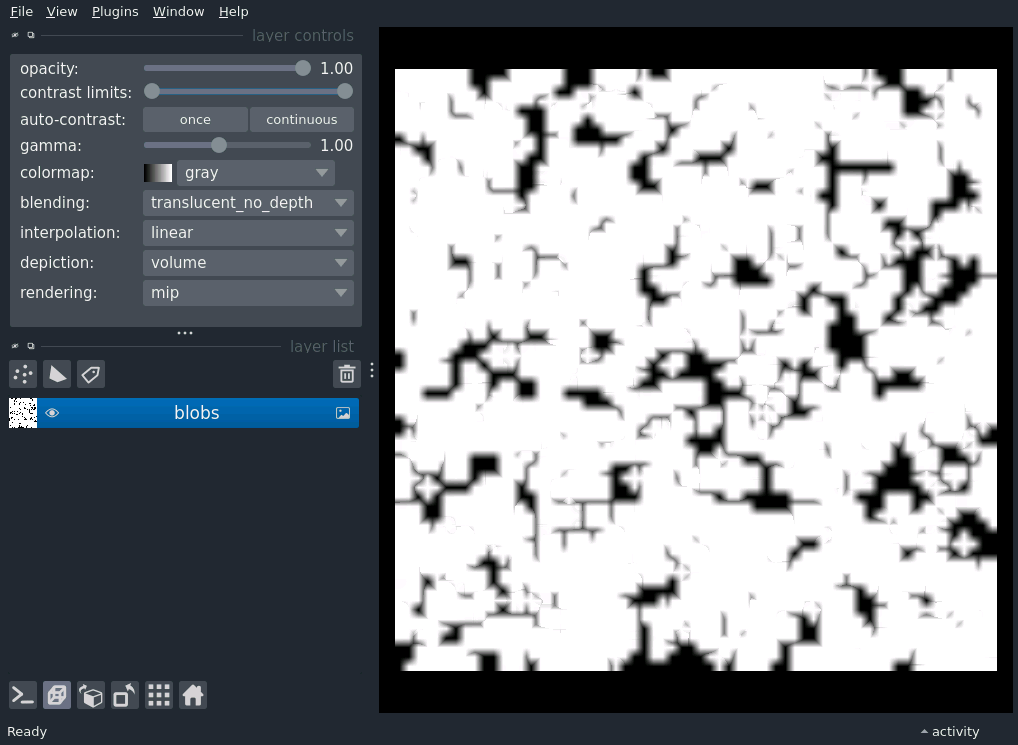 File View Plugins Window Help
layer controls
opacity: 1.00
contrast limits:
auto-contrast: once continuous
gamma: 1.00
colormap: gray
blending: translucent_no_depth
interpolation: linear
depiction: volume
rendering: mip
layer list
blobs
Ready activity